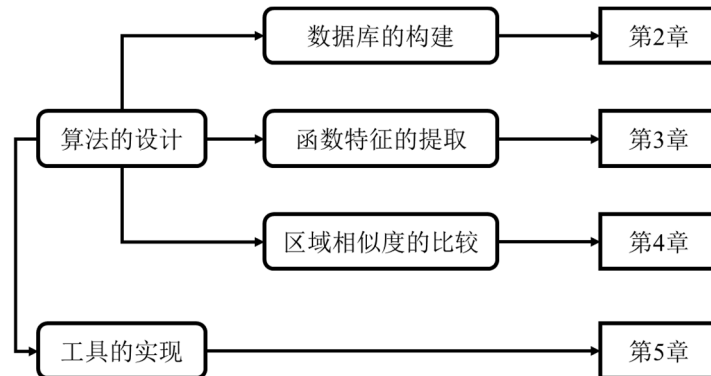 数据库的构建
第2章
算法的设计
函数特征的提取
第3章
区域相似度的比较
第4章
工具的实现
第5章